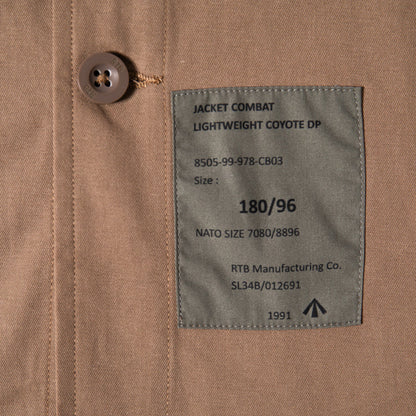 JACKET COMBAT
LIGHTWEIGHT COYOTE DP
8505-99-978-CB03
Size :
180/96
NATO SIZE 7080/8896
RTB Manufacturing Co.
SL34B/012691
1991